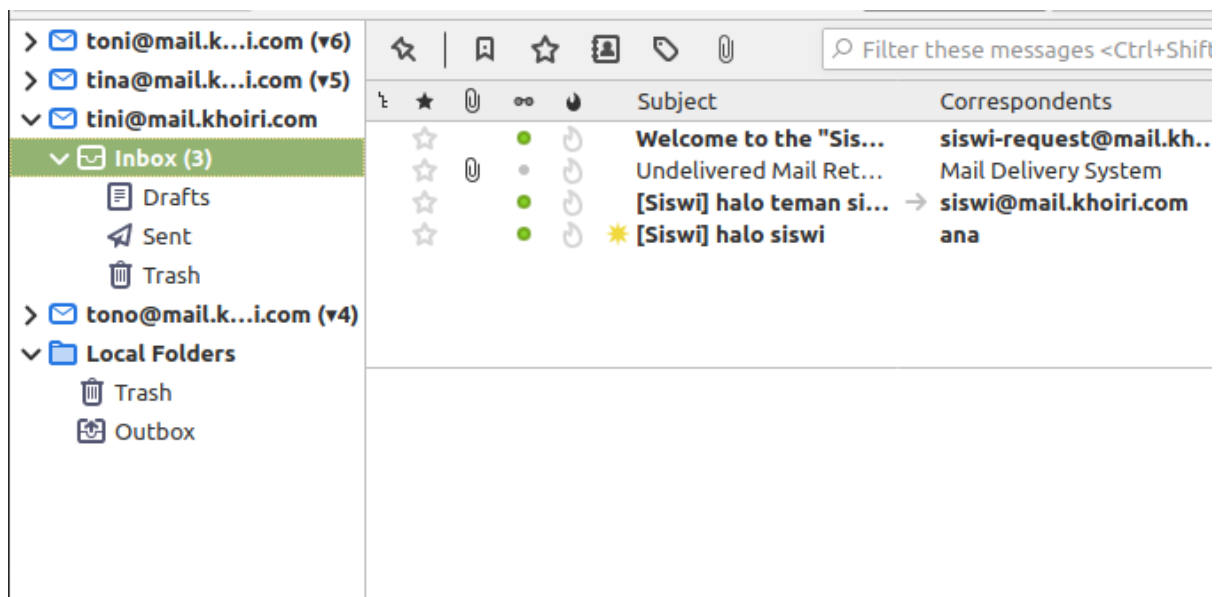 toni@mail.k...i.com (▾6)
tina@mail.k...i.com (▾5)
tini@mail.khoiri.com
Inbox (3)
Drafts
Sent
Trash
tono@mail.k...i.com (▾4)
Local Folders
Trash
Outbox
Filter these messages <Ctrl+Shift
Subject Correspondents
Welcome to the "Sis... siswi-request@mail.kh...
Undelivered Mail Ret... Mail Delivery System
[Siswi] halo teman si... siswi@mail.khoiri.com
[Siswi] halo siswi ana